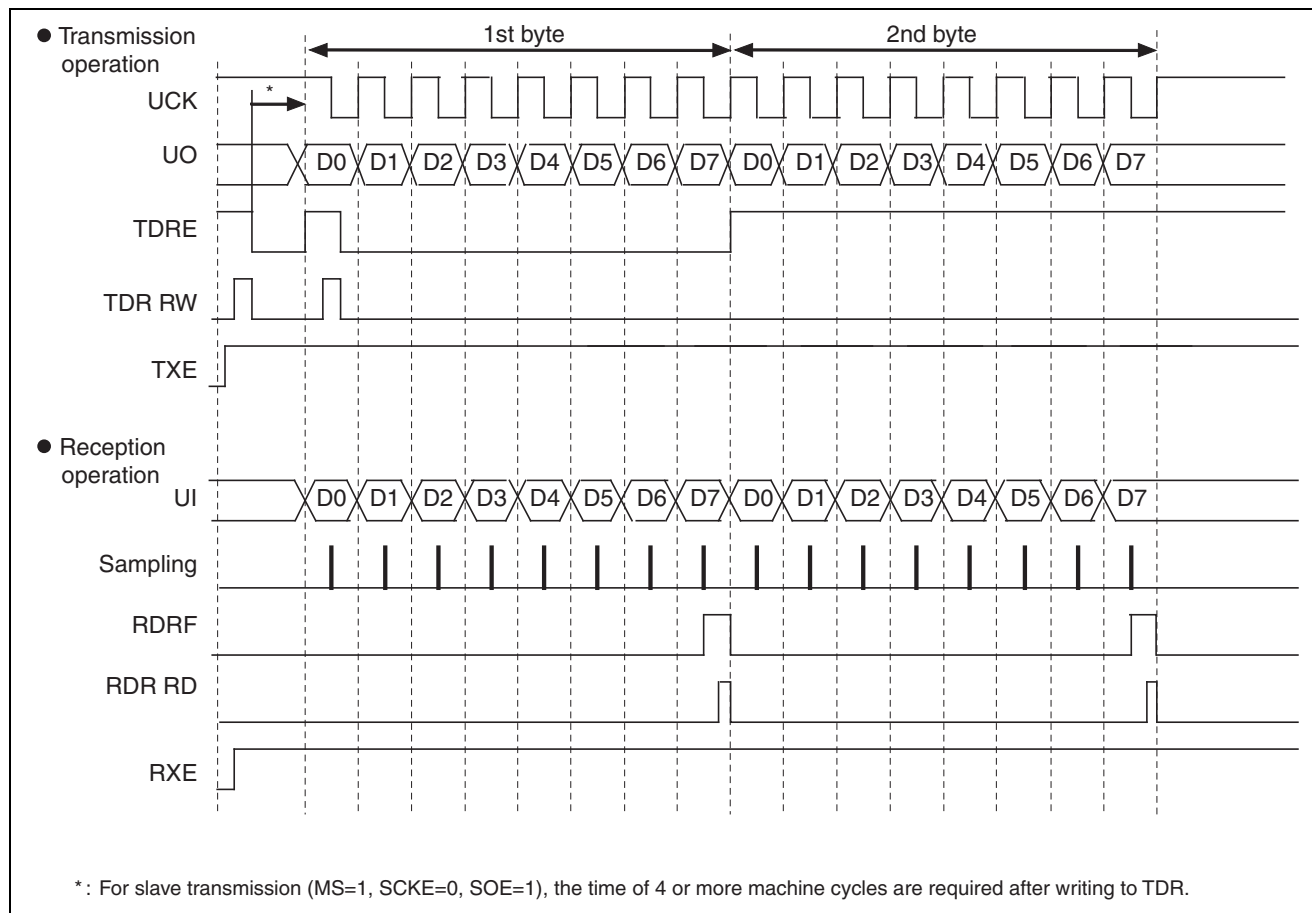 ● Transmission operation
1st byte
2nd byte
UCK
*
UO
D0 D1 D2 D3 D4 D5 D6 D7 D0 D1 D2 D3 D4 D5 D6 D7
TDRE
TDR RW
TXE
● Reception operation
UI
D0 D1 D2 D3 D4 D5 D6 D7 D0 D1 D2 D3 D4 D5 D6 D7
Sampling
RDRF
RDR RD
RXE
*: For slave transmission (MS=1, SCKE=0, SOE=1), the time of 4 or more machine cycles are required after writing to TDR.